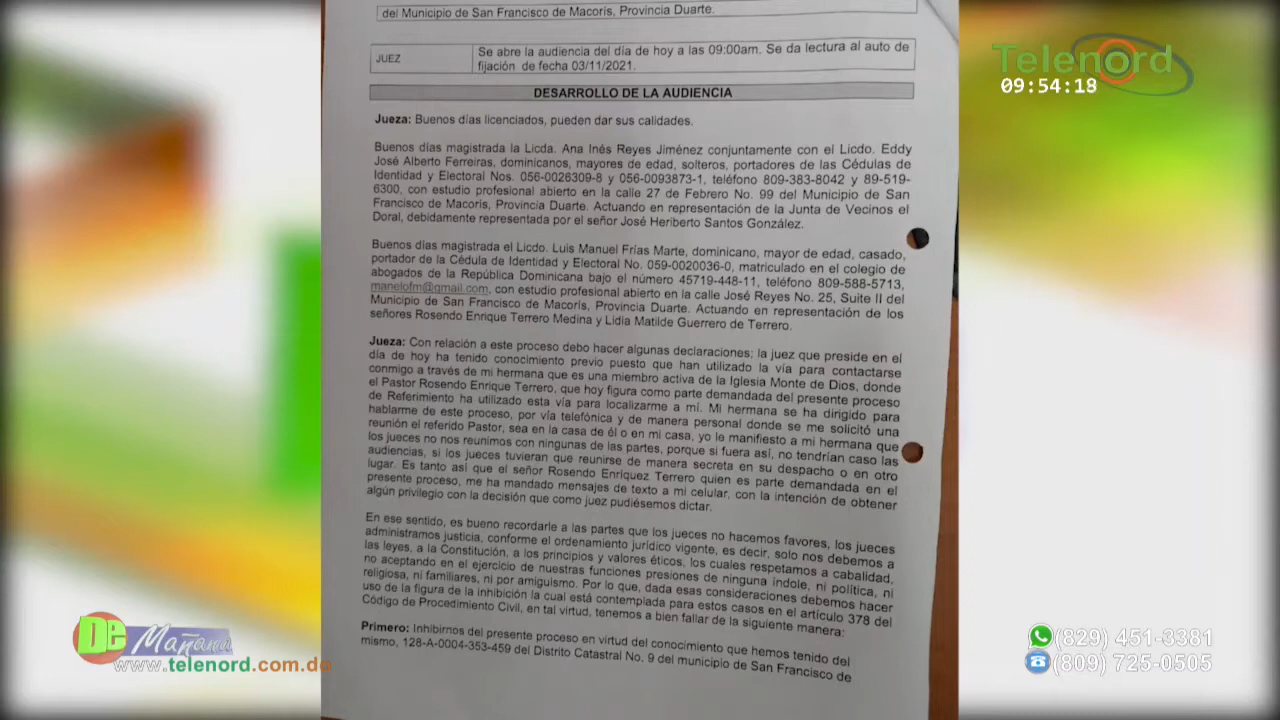 del Municipio de San Francisco de Macorís, Provincia Duarte.
JUEZ
Se abre la audiencia del día de hoy a las 09:00am. Se da lectura al auto de
fijación de fecha 03/11/2021.
DESARROLLO DE LA AUDIENCIA
Jueza: Buenos días licenciados, pueden dar sus calidades.
Buenos días magistrada la Licda. Ana Inés Reyes Jiménez conjuntamente con el Licdo. Eddy
José Alberto Ferreiras, dominicanos, mayores de edad, solteros, portadores de las Cédulas de
Identidad y Electoral Nos. 056-0026309-8 y 056-0093873-1, teléfono 809-383-8042 y 89-519-
6300, con estudio profesional abierto en la calle 27 de Febrero No. 99 del Municipio de San
Francisco de Macorís, Provincia Duarte. Actuando en representación de la Junta de Vecinos el
Doral, debidamente representada por el señor José Heriberto Santos González.
Buenos días magistrada el Licdo. Luis Manuel Frías Marte, dominicano, mayor de edad, casado,
portador de la Cédula de Identidad y Electoral No. 059-0020036-0, matriculado en el colegio de
abogados de la República Dominicana bajo el número 45719-448-11, teléfono 809-588-5713,
manelofm@gmail.com, con estudio profesional abierto en la calle José Reyes No. 25, Suite II del
Municipio de San Francisco de Macorís, Provincia Duarte. Actuando en representación de los
señores Rosendo Enrique Terrero Medina y Lidia Matilde Guerrero de Terrero.
Jueza: Con relación a este proceso debo hacer algunas declaraciones; la juez que preside en el
día de hoy ha tenido conocimiento previo puesto que han utilizado la vía para contactarse
conmigo a través de mi hermana que es una miembro activa de la Iglesia Monte de Dios, donde
el Pastor Rosendo Enrique Terrero, que hoy figura como parte demandada del presente proceso
de Referimiento ha utilizado esta vía para localizarme a mí. Mi hermana se ha dirigido para
hablarme de este proceso, por vía telefónica y de manera personal donde se me solicitó una
reunión el referido Pastor, sea en la casa de él o en mi casa, yo le manifiesto a mi hermana que
los jueces no nos reunimos con ningunas de las partes, porque si fuera así, no tendrían caso las
audiencias, si los jueces tuvieran que reunirse de manera secreta en su despacho o en otro
lugar. Es tanto así que el señor Rosendo Enríquez Terrero quien es parte demandada en el
presente proceso, me ha mandado mensajes de texto a mi celular, con la intención de obtener
algún privilegio con la decisión que como juez pudiésemos dictar.
En ese sentido, es bueno recordarle a las partes que los jueces no hacemos favores, los jueces
administramos justicia, conforme el ordenamiento jurídico vigente, es decir, solo nos debemos a
las leyes, a la Constitución, a los principios y valores éticos, los cuales respetamos a cabalidad,
no aceptando en el ejercicio de nuestras funciones presiones de ninguna índole, ni política, ni
religiosa, ni familiares, ni por amiguismo. Por lo que, dada esas consideraciones debemos hacer
uso de la figura de la inhibición la cual está contemplada para estos casos en el artículo 378 del
Código de Procedimiento Civil, en tal virtud, tenemos a bien fallar de la siguiente manera:
Primero: Inhibirnos del presente proceso en virtud del conocimiento que hemos tenido del
mismo, 128-A-0004-353-459 del Distrito Catastral No. 9 del municipio de San Francisco de
Telenord
09:54:18
De Mañana
www.telenord.com.do
(829) 451-3381
(809) 725-0505